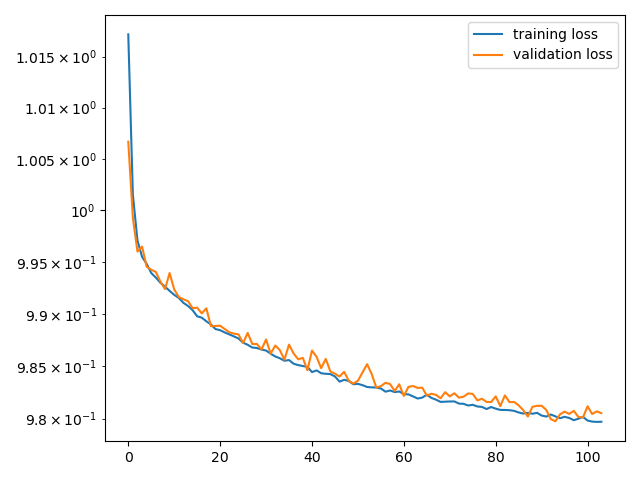 training loss
validation loss
1.015 × 10⁰
1.01 × 10⁰
1.005 × 10⁰
10⁰
9.95 × 10⁻¹
9.9 × 10⁻¹
9.85 × 10⁻¹
9.8 × 10⁻¹
0 20 40 60 80 100